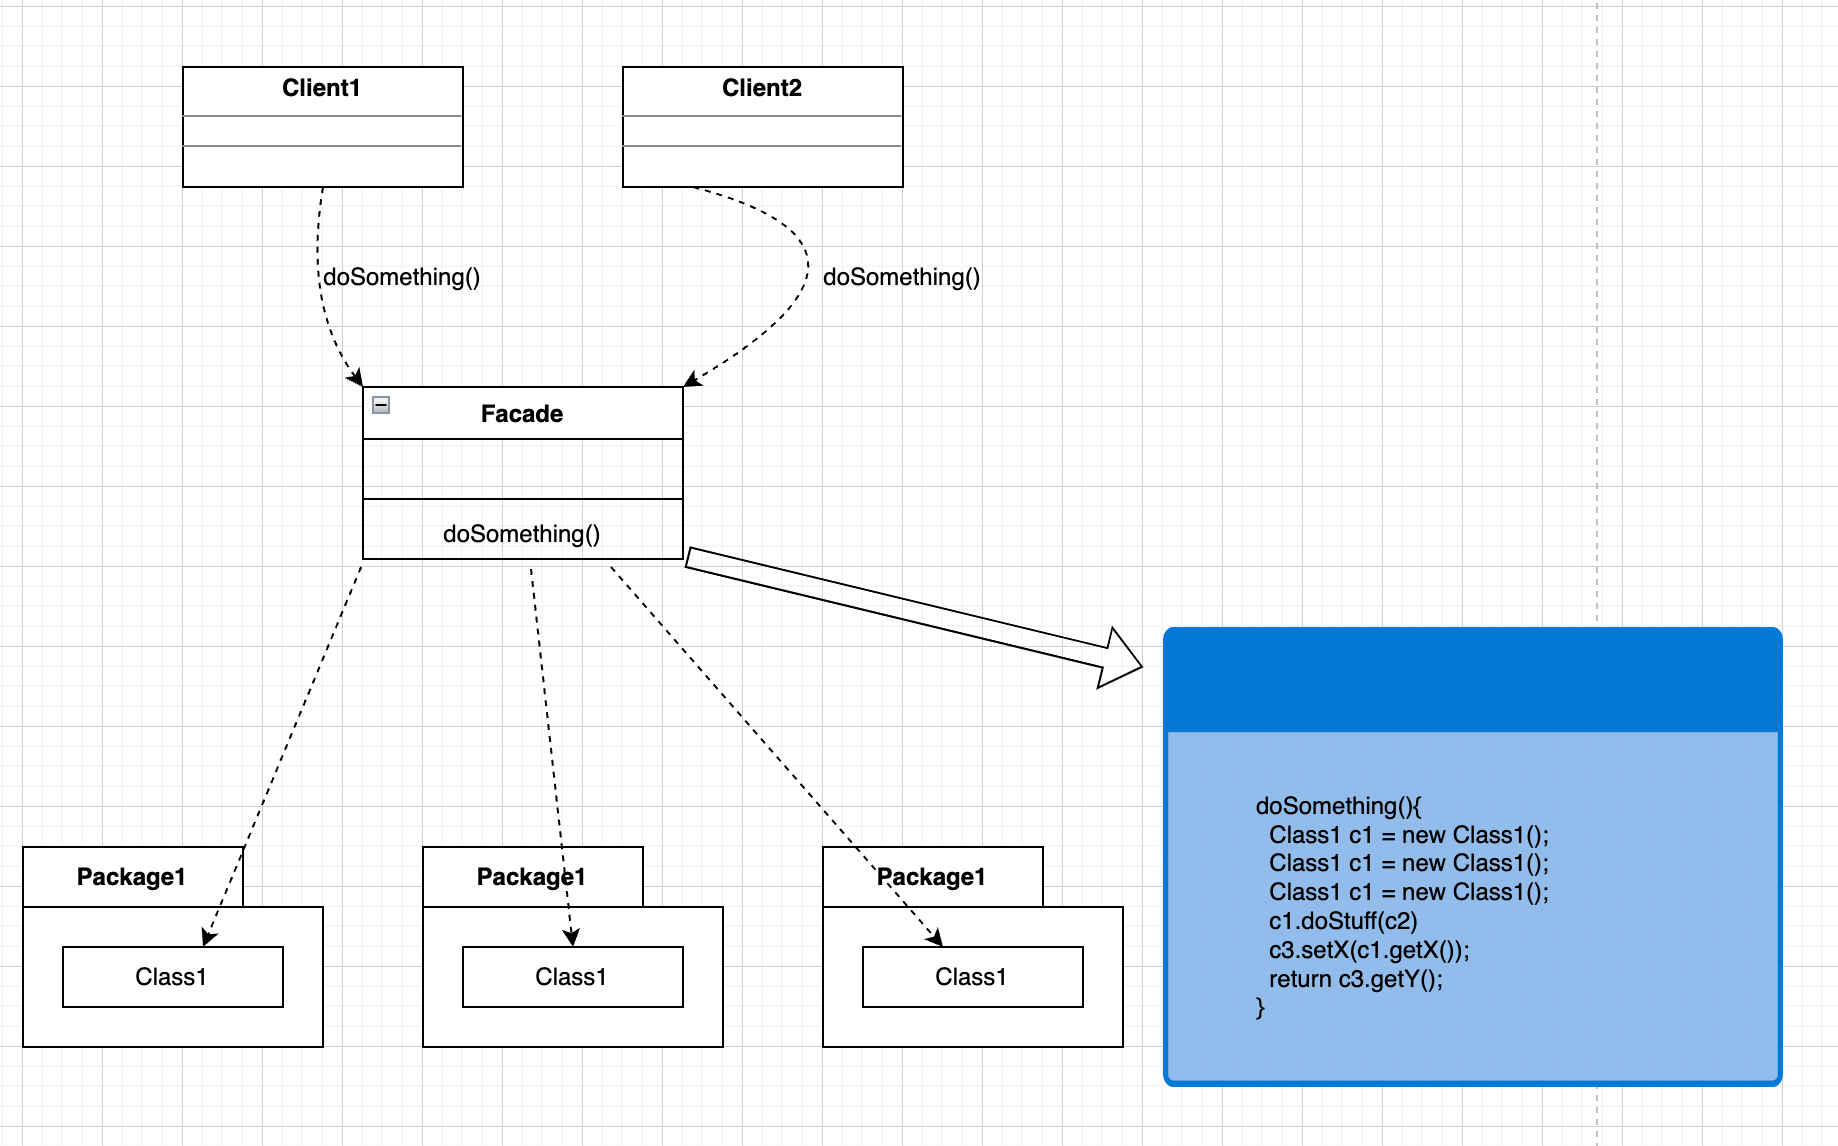 Client1
Client2
doSomething()
doSomething()
Facade
doSomething()
Package1
Package1
Package1
Class1
Class1
Class1
doSomething(){
Class1 c1 = new Class1();
Class1 c1 = new Class1();
Class1 c1 = new Class1();
c1.doStuff(c2)
c3.setX(c1.getX());
return c3.getY();
}